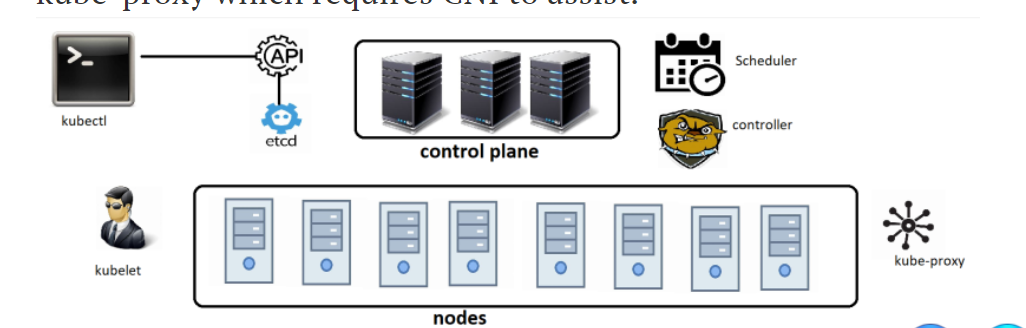 kube-proxy which requires CNI to assist.
API
Scheduler
kubectl
etcd
controller
control plane
kubelet
kube-proxy
nodes